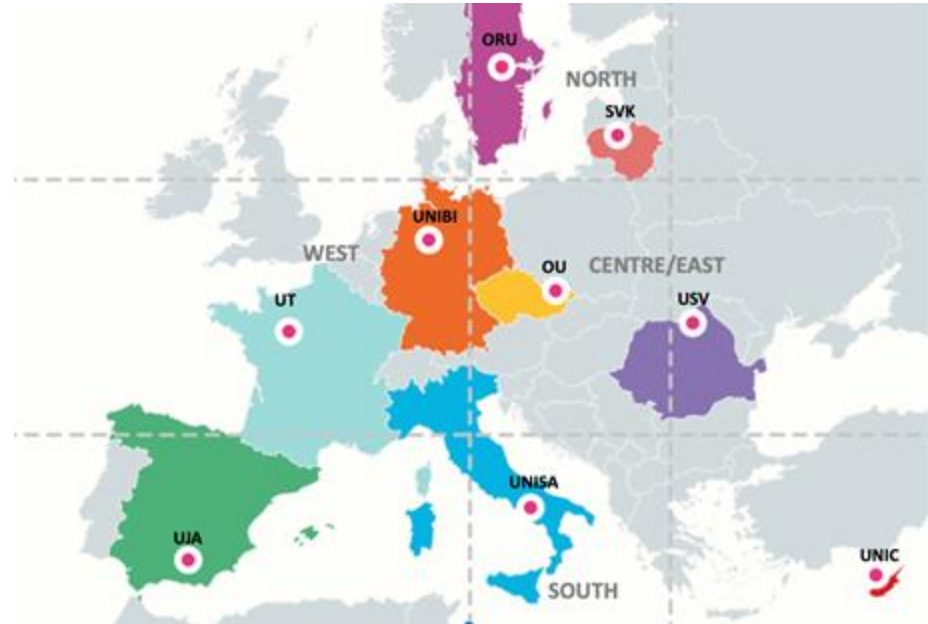 ORU
NORTH
SVK
UNIBI
WEST
OU
CENTRE/EAST
UT
USV
UNISA
UJA
UNIC
SOUTH